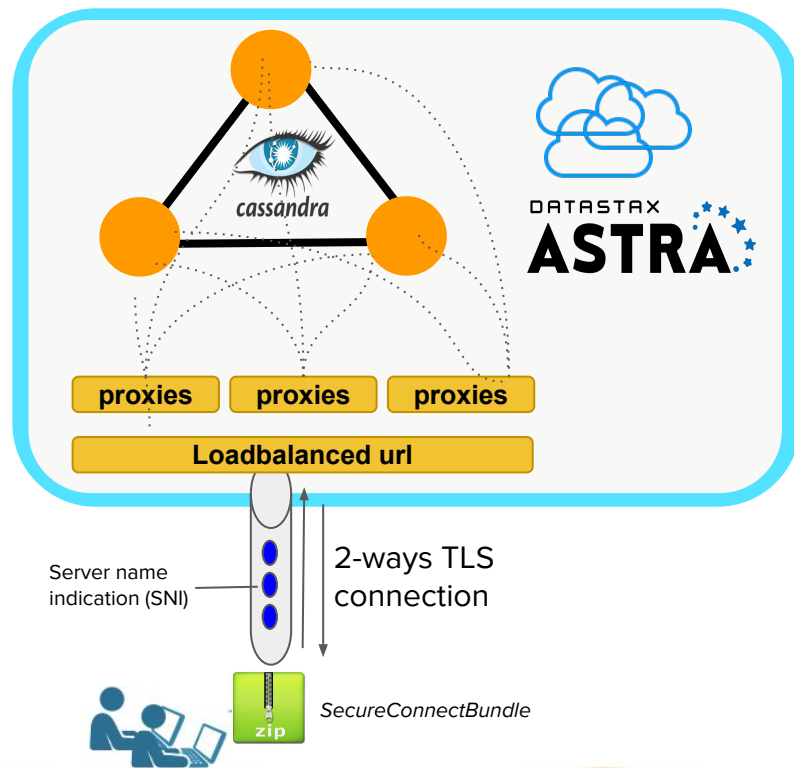 cassandra
DATASTAX
ASTRA
proxies
proxies
proxies
Loadbalanced url
Server name
indication (SNI)
2-ways TLS
connection
SecureConnectBundle
zip